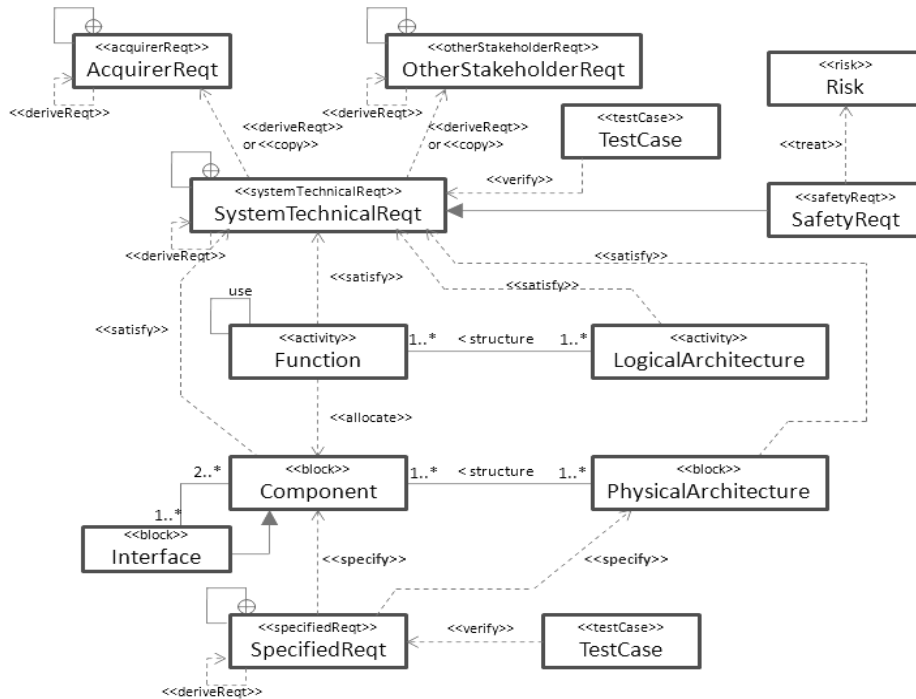 <<acquirerReqt>>
AcquirerReqt
<<otherStakeholderReqt>>
OtherStakeholderReqt
<<risk>>
Risk
<<deriveReqt>>
<<deriveReqt>>
<<deriveReqt>>
or <<copy>>
<<deriveReqt>>
or <<copy>>
<<testCase>>
TestCase
<<treat>>
<<verify>>
<<systemTechnicalReqt>>
SystemTechnicalReqt
<<safetyReqt>>
SafetyReqt
<<deriveReqt>>
<<satisfy>>
<<satisfy>>
<<satisfy>>
use
<<satisfy>>
<<activity>>
Function
1..*
< structure
1..*
<<activity>>
LogicalArchitecture
<<allocate>>
2..*
<<block>>
Component
1..*
< structure
1..*
<<block>>
PhysicalArchitecture
1..*
<<block>>
Interface
<<specify>>
<<specify>>
<<specifiedReqt>>
SpecifiedReqt
<<verify>>
<<testCase>>
TestCase
<<deriveReqt>>